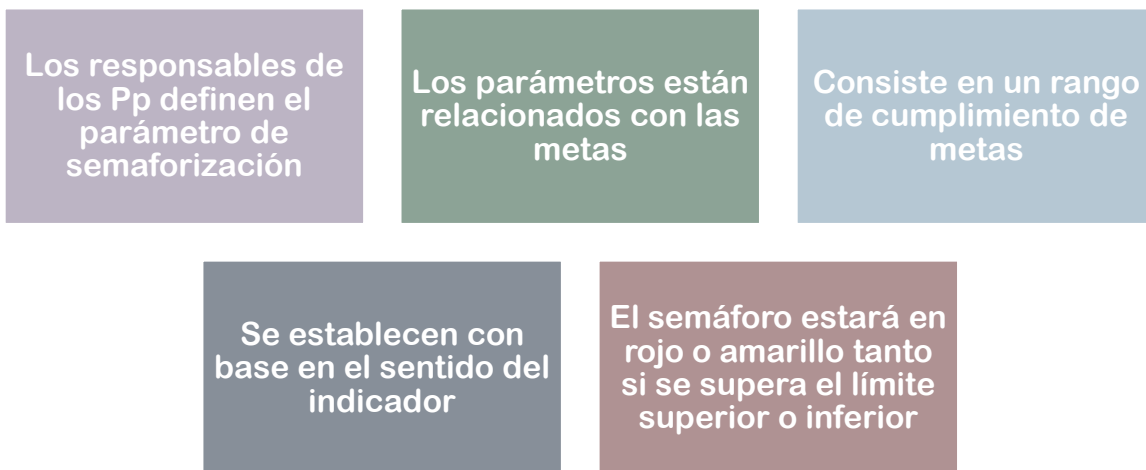 Los responsables de
los Pp definen el
parámetro de
semaforización
Los parámetros están
relacionados con las
metas
Consiste en un rango
de cumplimiento de
metas
Se establecen con
base en el sentido del
indicador
El semáforo estará en
rojo o amarillo tanto
si se supera el límite
superior o inferior